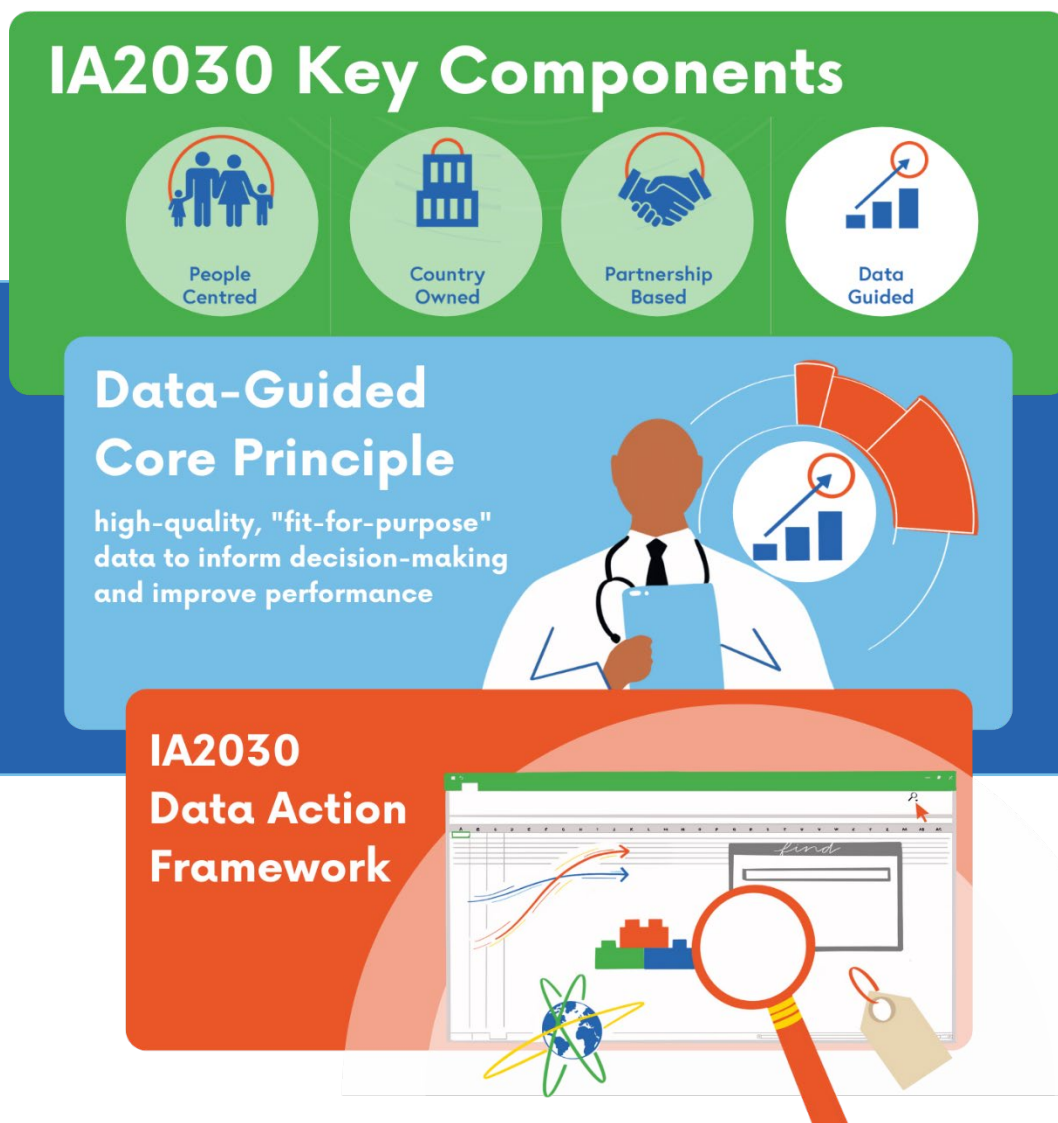 IA2030 Key Components
People
Centred
Country
Owned
Partnership
Based
Data
Guided
Data-Guided
Core Principle
high-quality, "fit-for-purpose"
data to inform decision-making
and improve performance
IA2030
Data Action
Framework
find